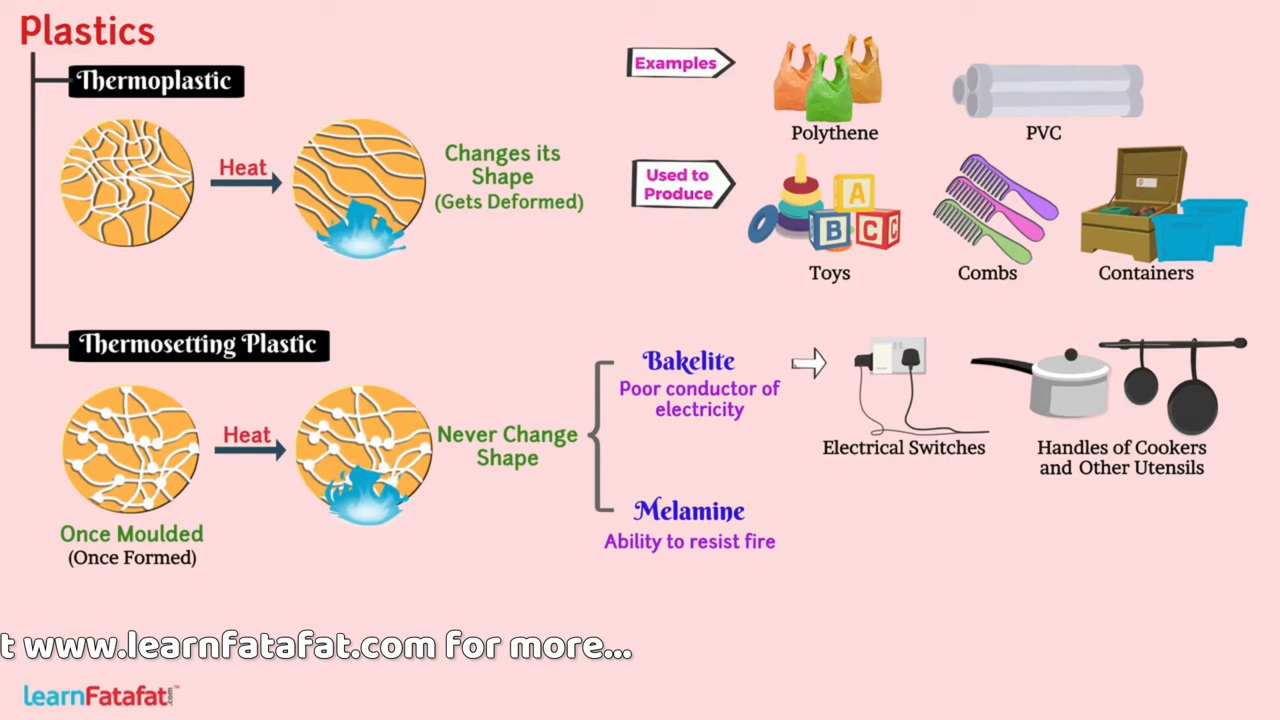 Plastics
Thermoplastic
Heat
Changes its
Shape
(Gets Deformed)
Examples
Polythene
PVC
Used to
Produce
A
B
C
C
Toys
Combs
Containers
Thermosetting Plastic
Once Moulded
(Once Formed)
Heat
Never Change
Shape
Bakelite
Poor conductor of
electricity
Electrical Switches
Handles of Cookers
and Other Utensils
Melamine
Ability to resist fire
t www.learnfatafat.com for more...
learnFatafat.com™